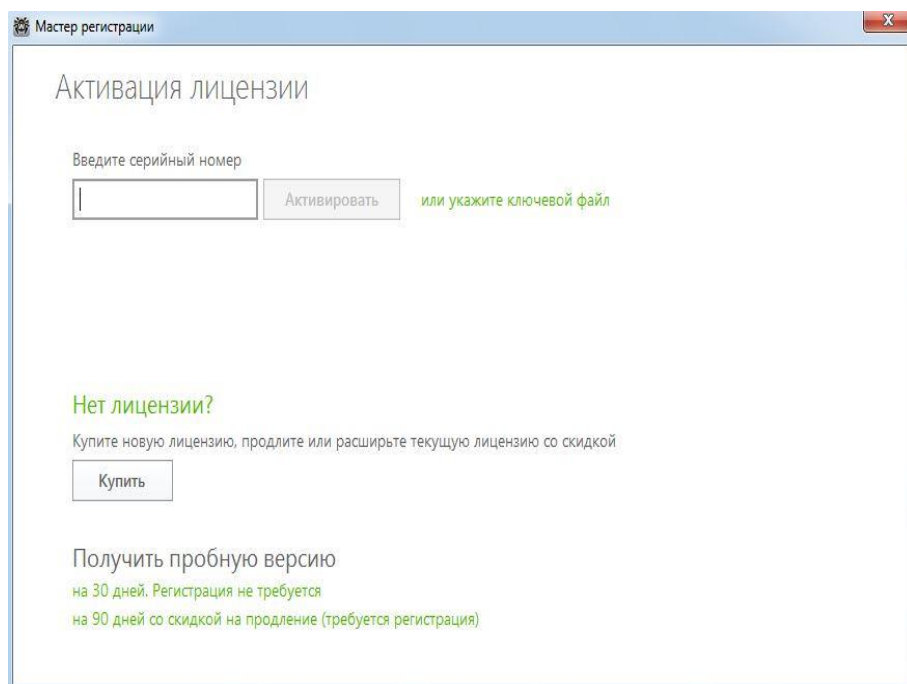 Мастер регистрации
X
Активация лицензии
Введите серийный номер
Активировать
или укажите ключевой файл
Нет лицензии?
Купите новую лицензию, продлите или расширьте текущую лицензию со скидкой
Купить
Получить пробную версию
на 30 дней. Регистрация не требуется
на 90 дней со скидкой на продление (требуется регистрация)